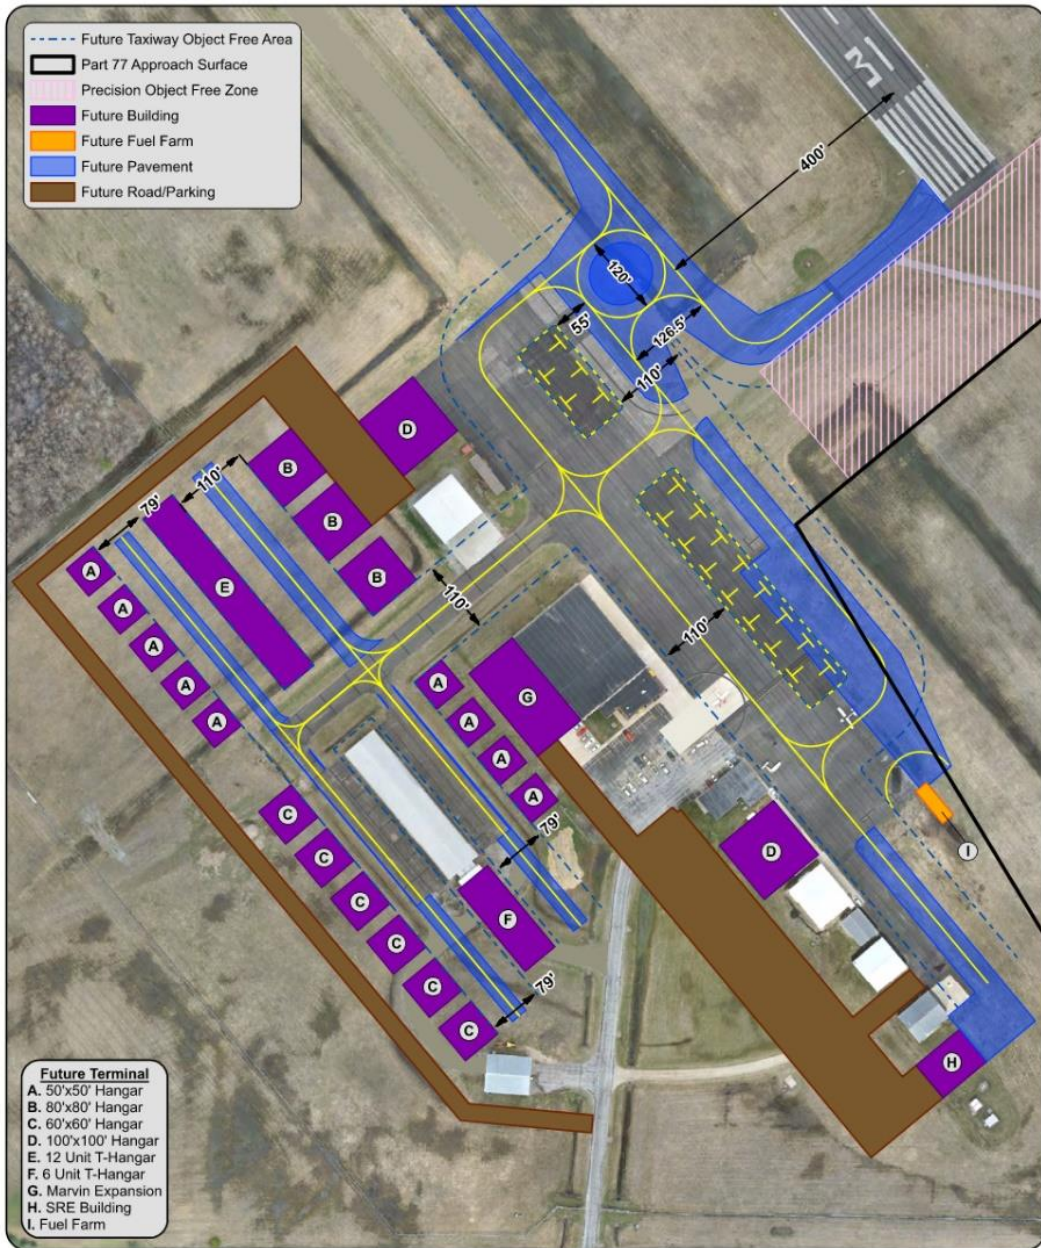 Future Taxiway Object Free Area
Part 77 Approach Surface
Precision Object Free Zone
Future Building
Future Fuel Farm
Future Pavement
Future Road/Parking
31
400'
120'
55'
126.5'
110'
D
B
110'
79'
B
A
B
E
A
110'
A
110'
A
A
G
A
A
A
C
A
79'
C
D
I
C
F
C
79'
C
C
H
Future Terminal
A. 50'x50' Hangar
B. 80'x80' Hangar
C. 60'x60' Hangar
D. 100'x100' Hangar
E. 12 Unit T-Hangar
F. 6 Unit T-Hangar
G. Marvin Expansion
H. SRE Building
I. Fuel Farm